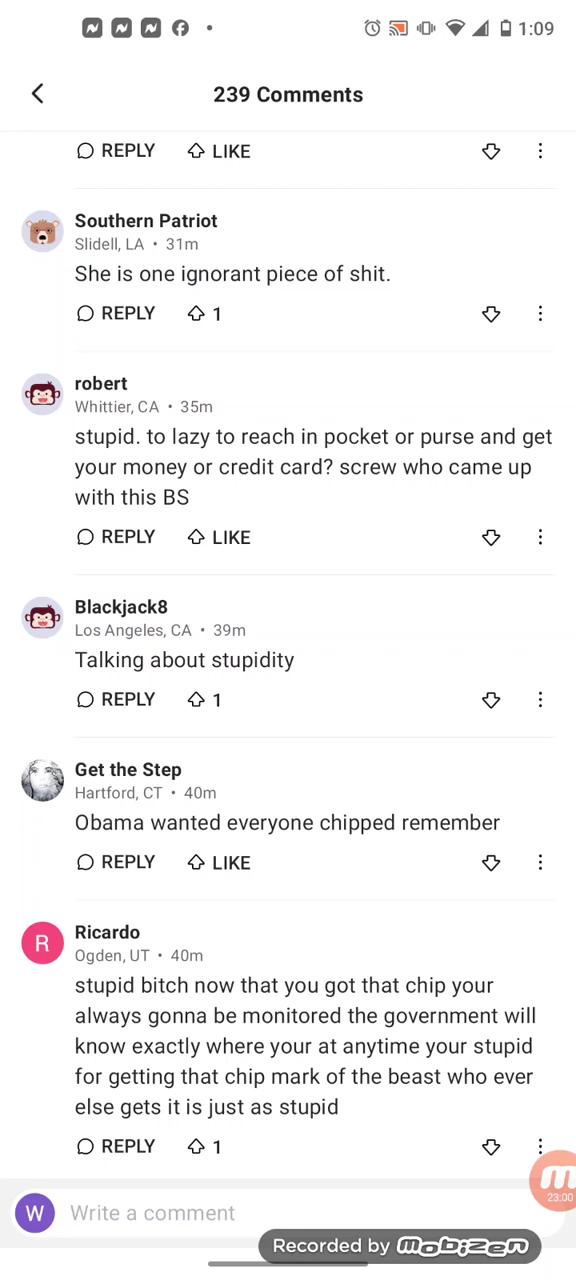 1:09
239 Comments
REPLY LIKE
Southern Patriot
Slidell, LA • 31m
She is one ignorant piece of shit.
REPLY 1
robert
Whittier, CA • 35m
stupid. to lazy to reach in pocket or purse and get
your money or credit card? screw who came up
with this BS
REPLY LIKE
Blackjack8
Los Angeles, CA • 39m
Talking about stupidity
REPLY 1
Get the Step
Hartford, CT • 40m
Obama wanted everyone chipped remember
REPLY LIKE
R
Ricardo
Ogden, UT • 40m
stupid bitch now that you got that chip your
always gonna be monitored the government will
know exactly where your at anytime your stupid
for getting that chip mark of the beast who ever
else gets it is just as stupid
REPLY 1
m
23:00
W Write a comment
Recorded by mobizen